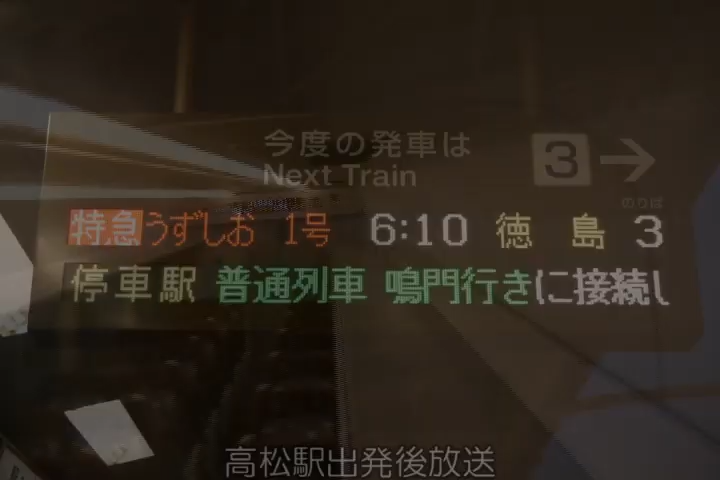 今度の発車は 3 →
Next Train
のりば
特急うずしお 1号 6:10 徳島 3
停車駅 普通列車 鳴門行きに接続し
高松駅出発後放送